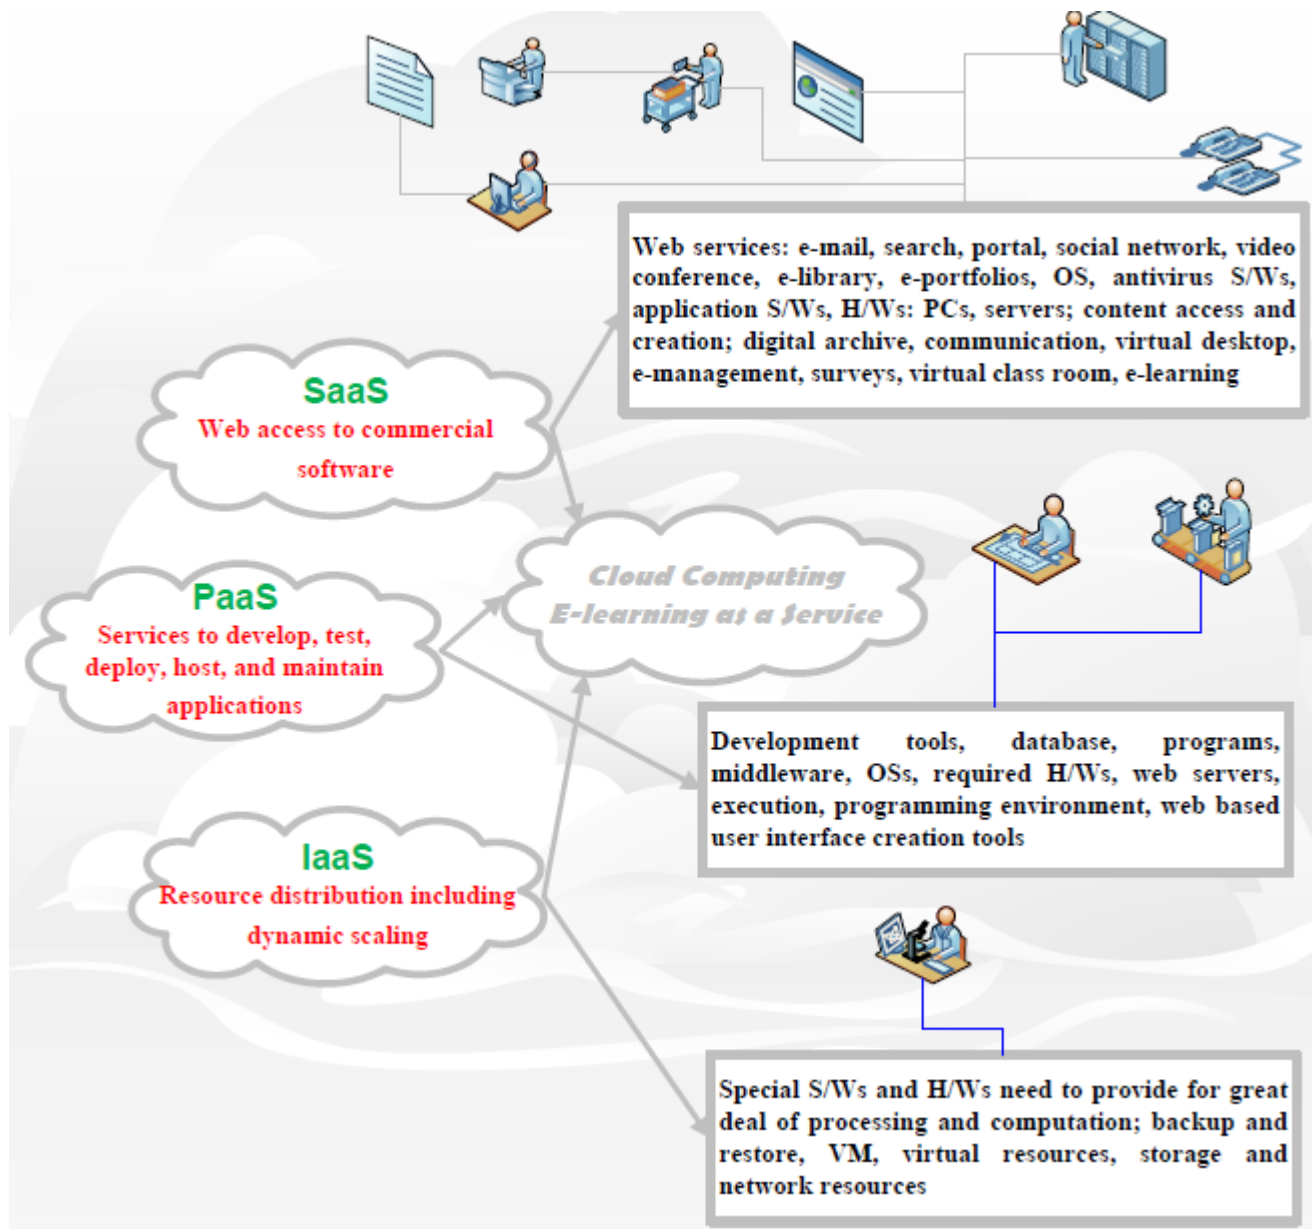 Web services: e-mail, search, portal, social network, video
conference, e-library, e-portfolios, OS, antivirus S/Ws,
application S/Ws, H/Ws: PCs, servers; content access and
creation; digital archive, communication, virtual desktop,
e-management, surveys, virtual class room, e-learning
SaaS
Web access to commercial
software
Cloud Computing
E-learning as a Service
PaaS
Services to develop, test,
deploy, host, and maintain
applications
Development tools, database, programs,
middleware, OSs, required H/Ws, web servers,
execution, programming environment, web based
user interface creation tools
IaaS
Resource distribution including
dynamic scaling
Special S/Ws and H/Ws need to provide for great
deal of processing and computation; backup and
restore, VM, virtual resources, storage and
network resources